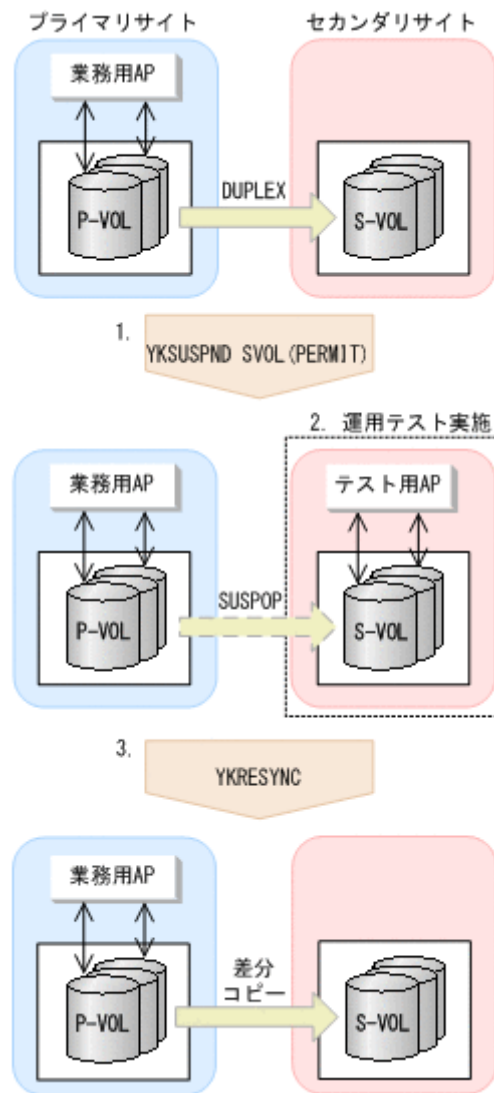 プライマリサイト
セカンダリサイト
業務用AP
DUPLEX
P-VOL
S-VOL
1.
YKSUSPND SVOL(PERMIT)
2. 運用テスト実施
業務用AP
テスト用AP
SUSPOP
P-VOL
S-VOL
3.
YKRESYNC
業務用AP
差分
コピー
P-VOL
S-VOL